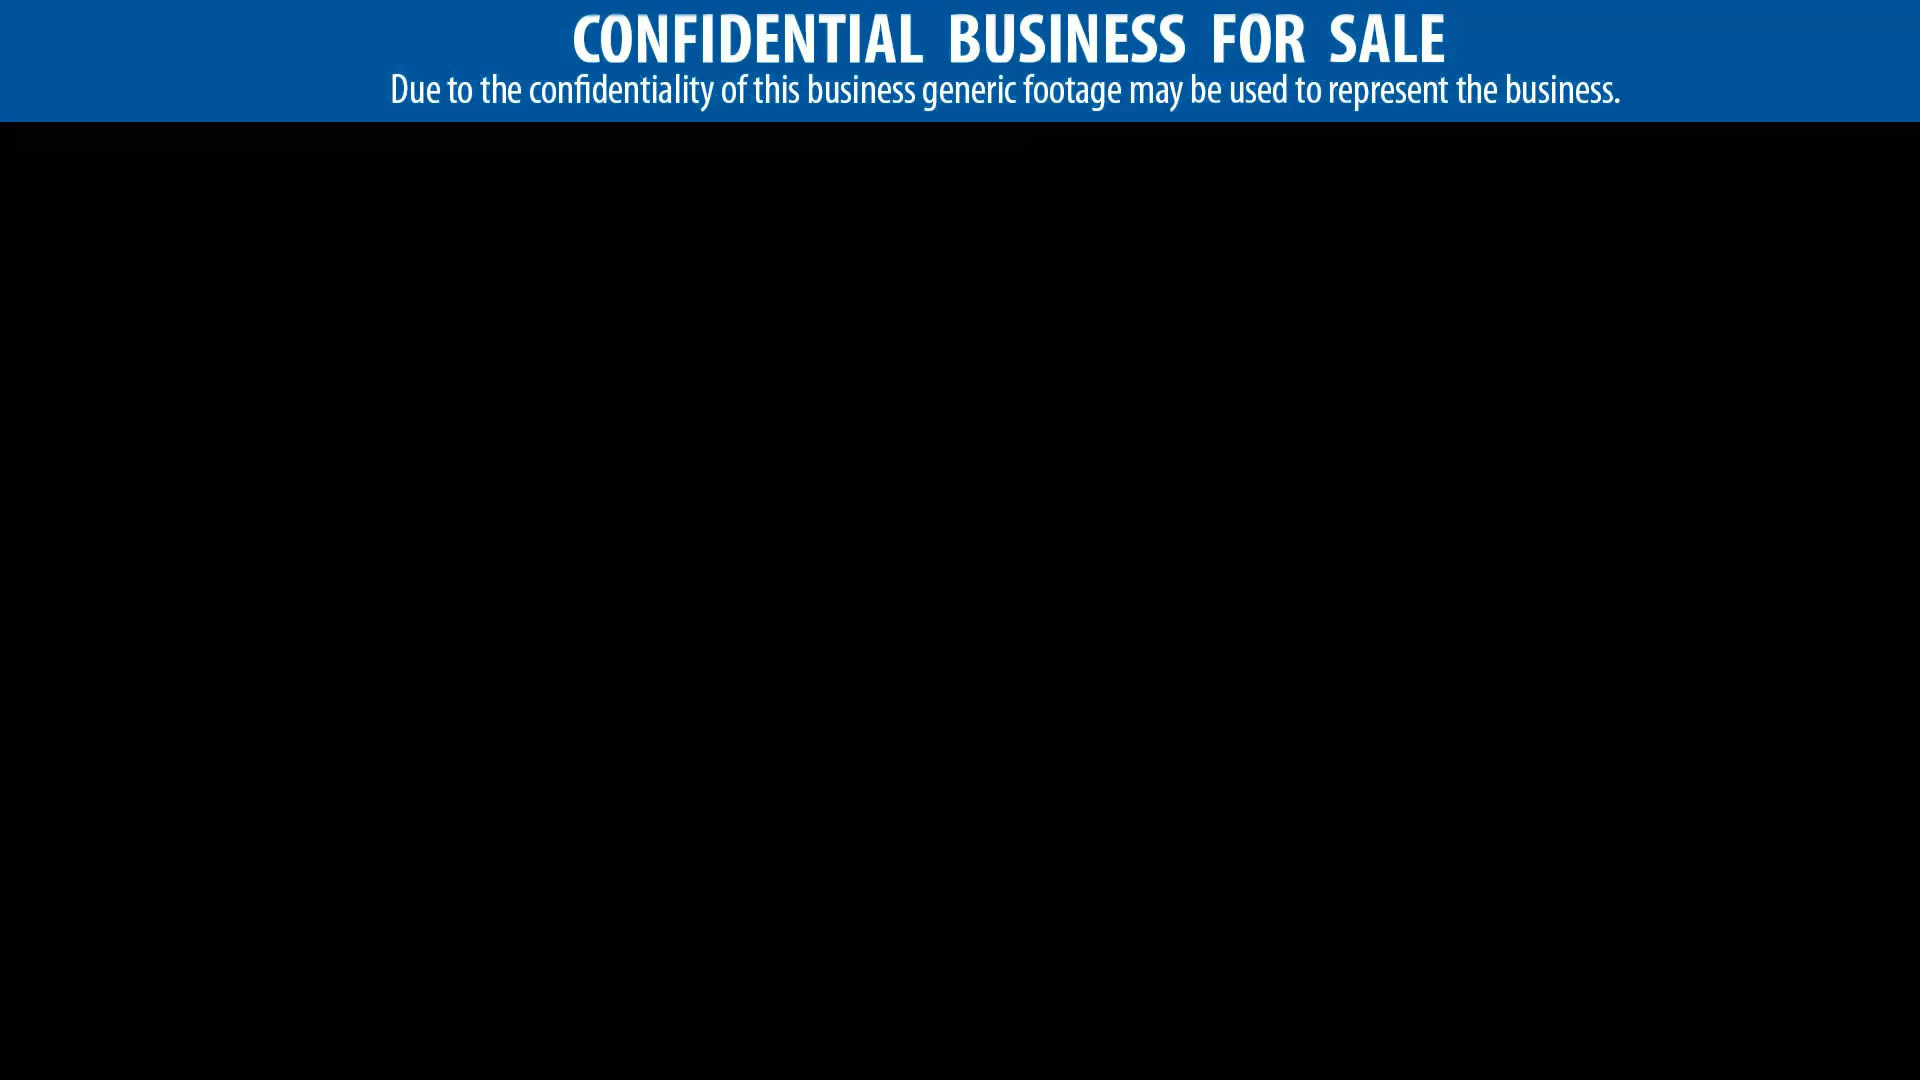 CONFIDENTIAL BUSINESS FOR SALE
Due to the confidentiality of this business generic footage may be used to represent the business.